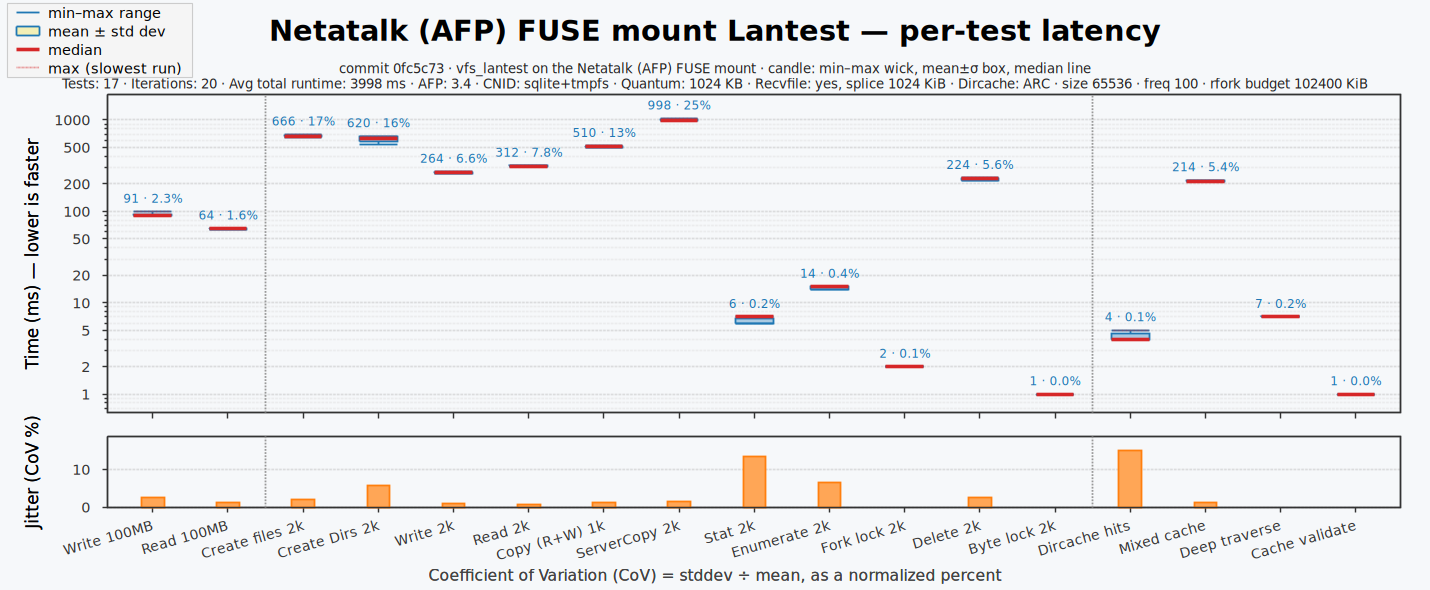 min–max range
mean ± std dev
median
max (slowest run)
Netatalk (AFP) FUSE mount Lantest — per-test latency
commit 0fc5c73 · vfs_lantest on the Netatalk (AFP) FUSE mount · candle: min–max wick, mean±σ box, median line
Tests: 17 · Iterations: 20 · Avg total runtime: 3998 ms · AFP: 3.4 · CNID: sqlite+tmpfs · Quantum: 1024 KB · Recvfile: yes, splice 1024 KiB · Dircache: ARC · size 65536 · freq 100 · rfork budget 102400 KiB
Time (ms) — lower is faster
1000
500
200
100
50
20
10
5
2
1
91 · 2.3%
64 · 1.6%
666 · 17%
620 · 16%
264 · 6.6%
312 · 7.8%
510 · 13%
998 · 25%
6 · 0.2%
14 · 0.4%
2 · 0.1%
224 · 5.6%
1 · 0.0%
4 · 0.1%
214 · 5.4%
7 · 0.2%
1 · 0.0%
Jitter (CoV %)
10
0
Write 100MB
Read 100MB
Create files 2k
Create Dirs 2k
Write 2k
Read 2k
Copy (R+W) 1k
ServerCopy 2k
Stat 2k
Enumerate 2k
Fork lock 2k
Delete 2k
Byte lock 2k
Dircache hits
Mixed cache
Deep traverse
Cache validate
Coefficient of Variation (CoV) = stddev ÷ mean, as a normalized percent